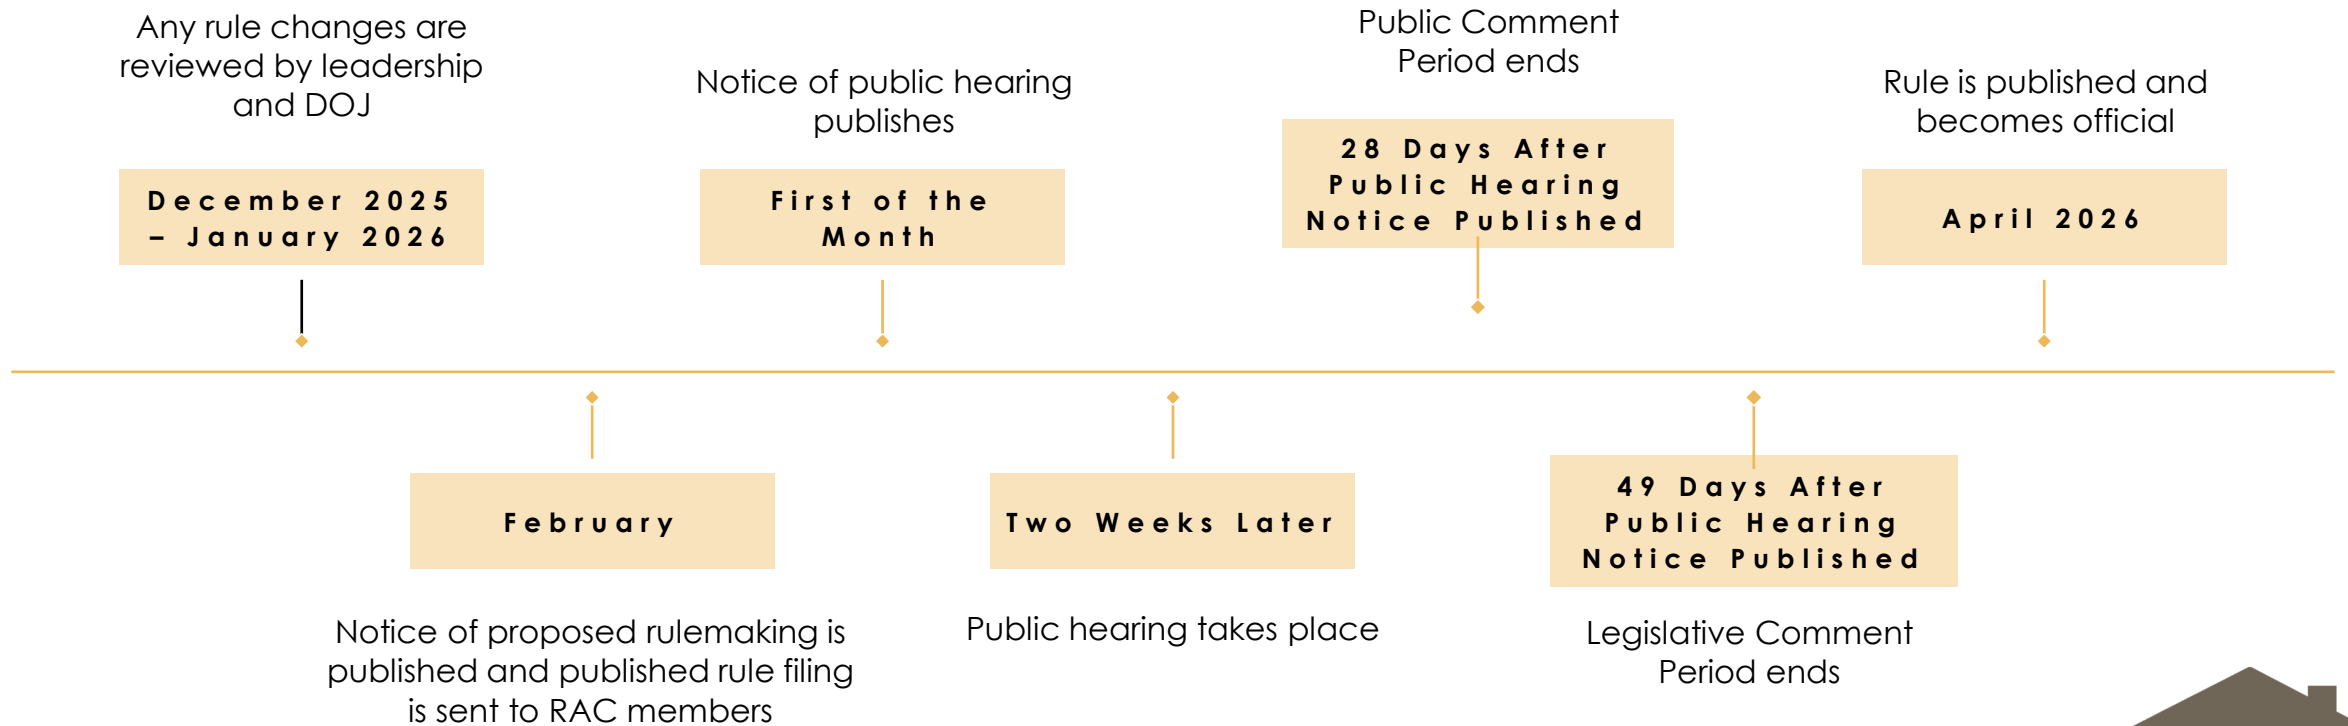 Any rule changes are
reviewed by leadership
and DOJ
December 2025
– January 2026
February
Notice of proposed rulemaking is
published and published rule filing
is sent to RAC members
Notice of public hearing
publishes
First of the
Month
Two Weeks Later
Public hearing takes place
Public Comment
Period ends
28 Days After
Public Hearing
Notice Published
49 Days After
Public Hearing
Notice Published
Legislative Comment
Period ends
Rule is published and
becomes official
April 2026